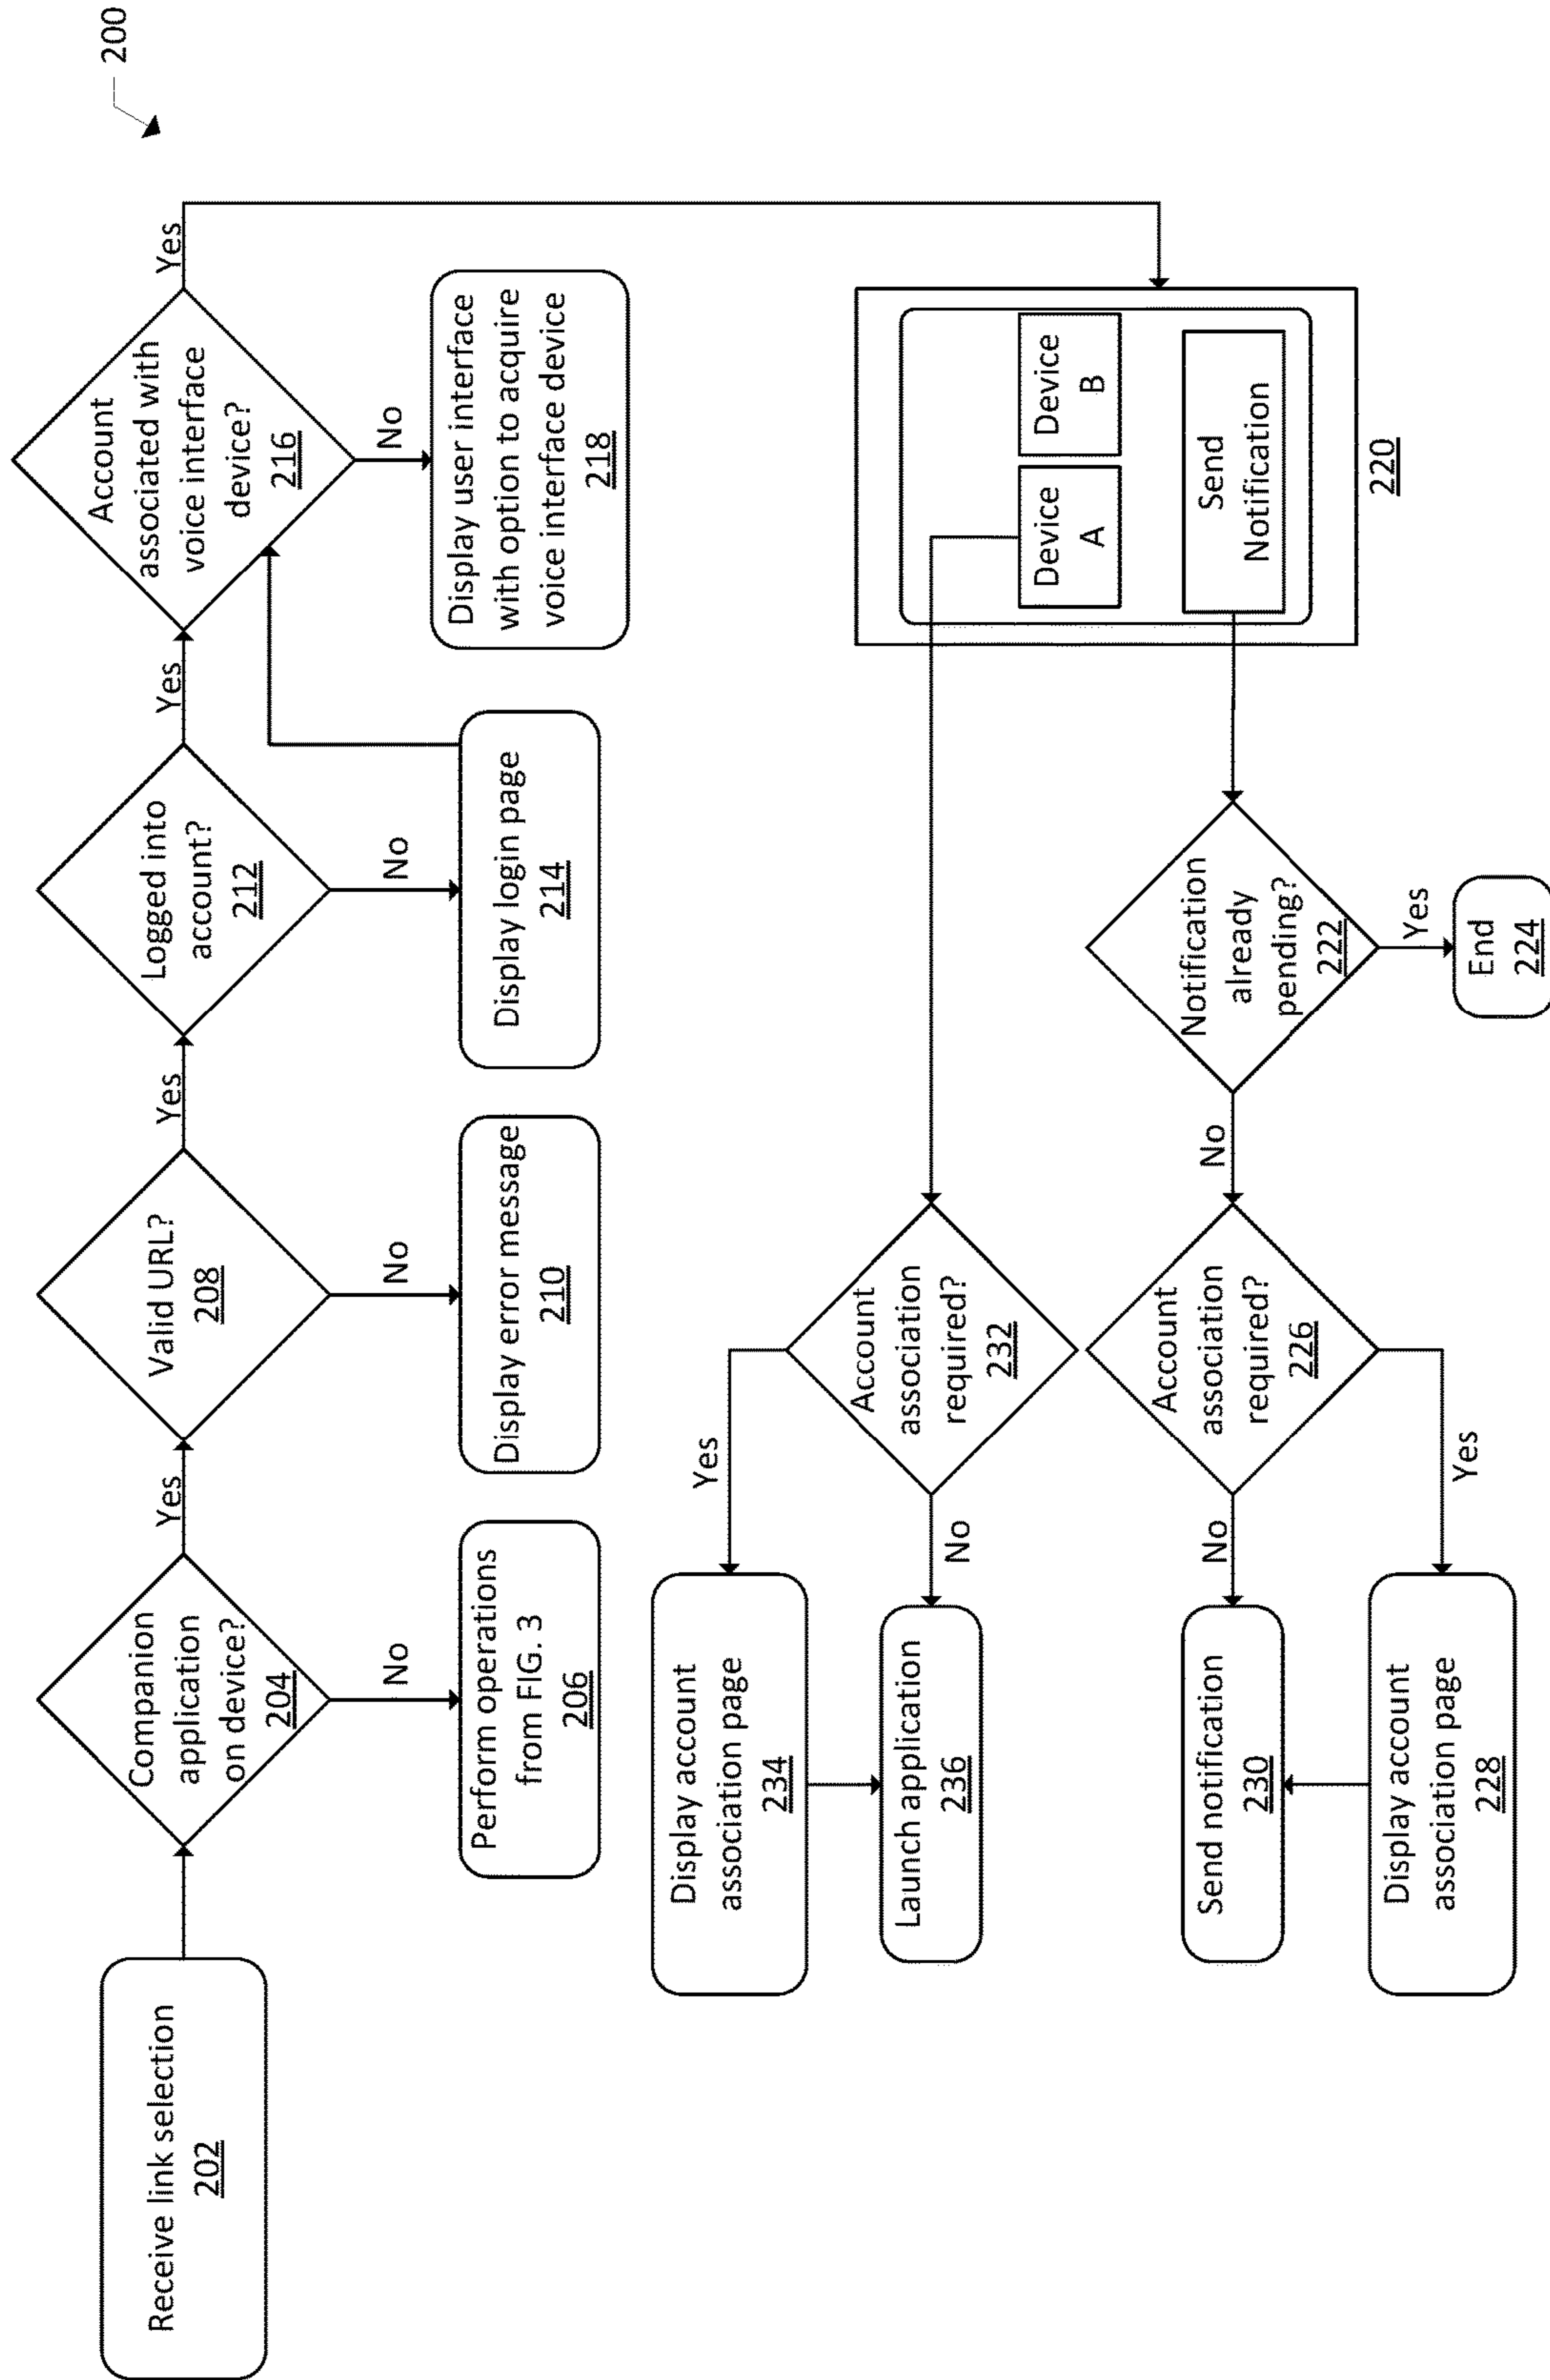 200
Receive link selection
202
Companion
application
on device?
204
Yes
No
Perform operations
from FIG. 3
206
Valid URL?
208
Yes
No
Display error message
210
Logged into
account?
212
Yes
No
Display login page
214
Account
associated with
voice interface
device?
216
Yes
No
Display user interface
with option to acquire
voice interface device
218
Device
A
Device
B
Send
Notification
220
Account
association
required?
232
Yes
No
Display account
association page
234
Launch application
236
Notification
already
pending?
222
Yes
No
End
224
Account
association
required?
226
No
Yes
Send notification
230
Display account
association page
228